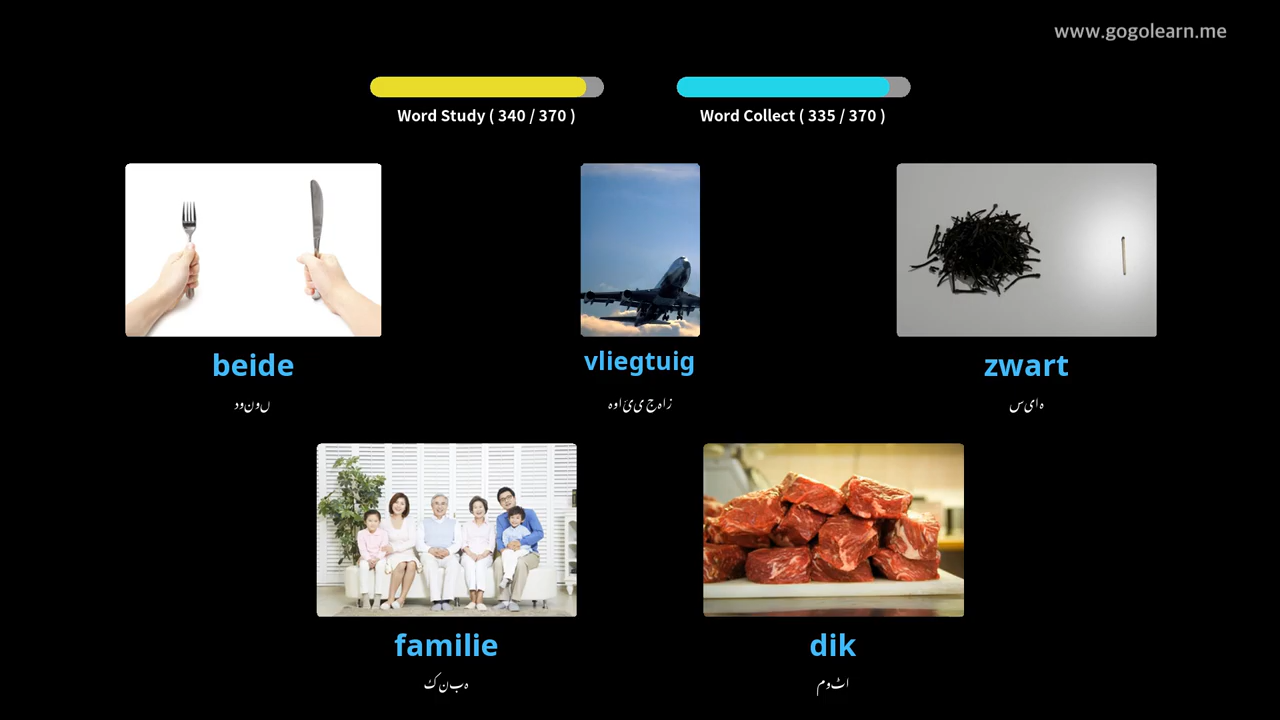 www.gogolearn.me
Word Study ( 340 / 370 )
Word Collect ( 335 / 370 )
beide
vliegtuig
zwart
ںونود
زاہج یئاوہ
ہایس
familie
dik
ہبنکُ
اٹوم